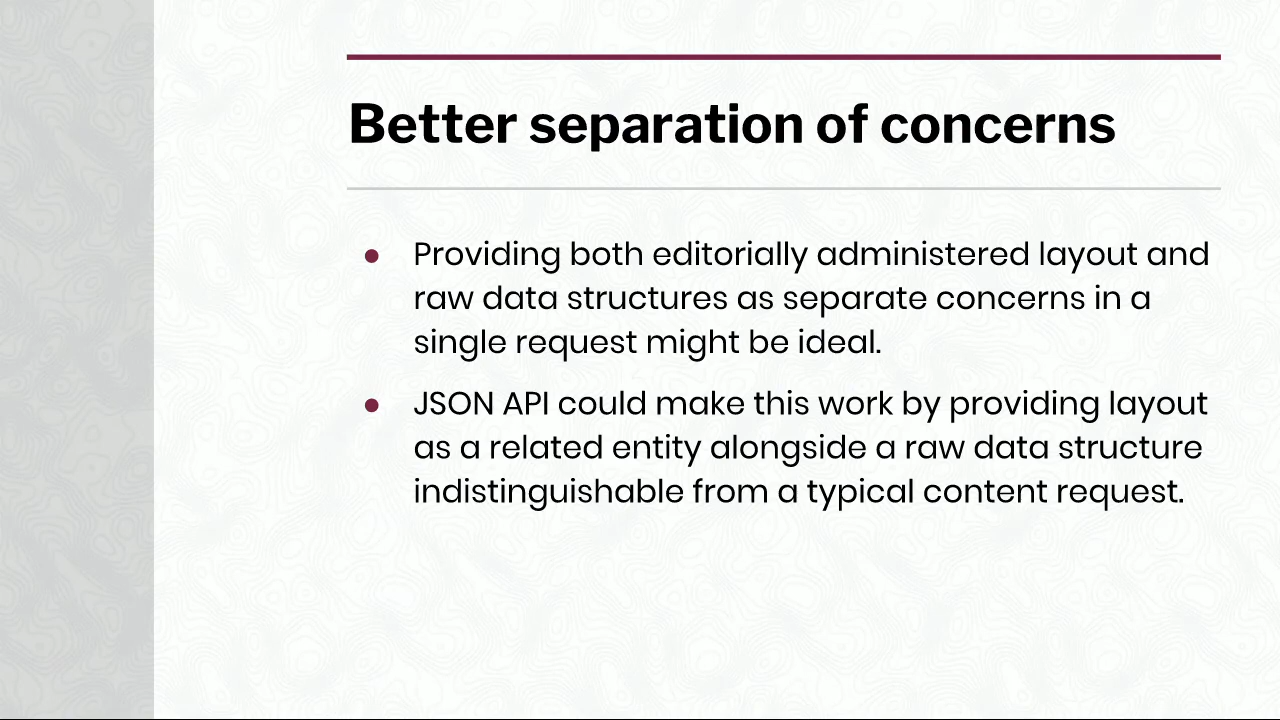 Better separation of concerns
● Providing both editorially administered layout and
raw data structures as separate concerns in a
single request might be ideal.
● JSON API could make this work by providing layout
as a related entity alongside a raw data structure
indistinguishable from a typical content request.